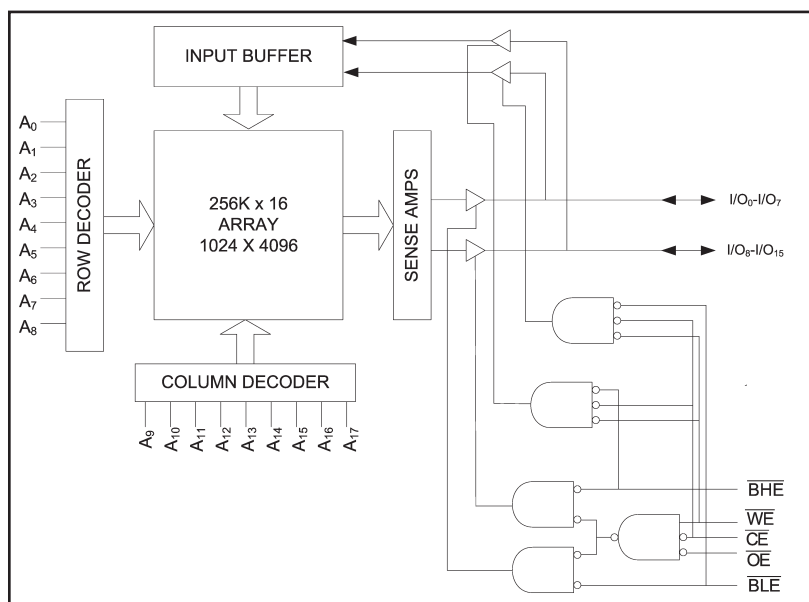 INPUT BUFFER
A0
A1
A2
A3
A4
A5
A6
A7
A8
ROW DECODER
256K x 16
ARRAY
1024 X 4096
SENSE AMPS
I/O0-I/O7
I/O8-I/O15
COLUMN DECODER
A9
A10
A11
A12
A13
A14
A15
A16
A17
BHE
WE
CE
OE
BLE